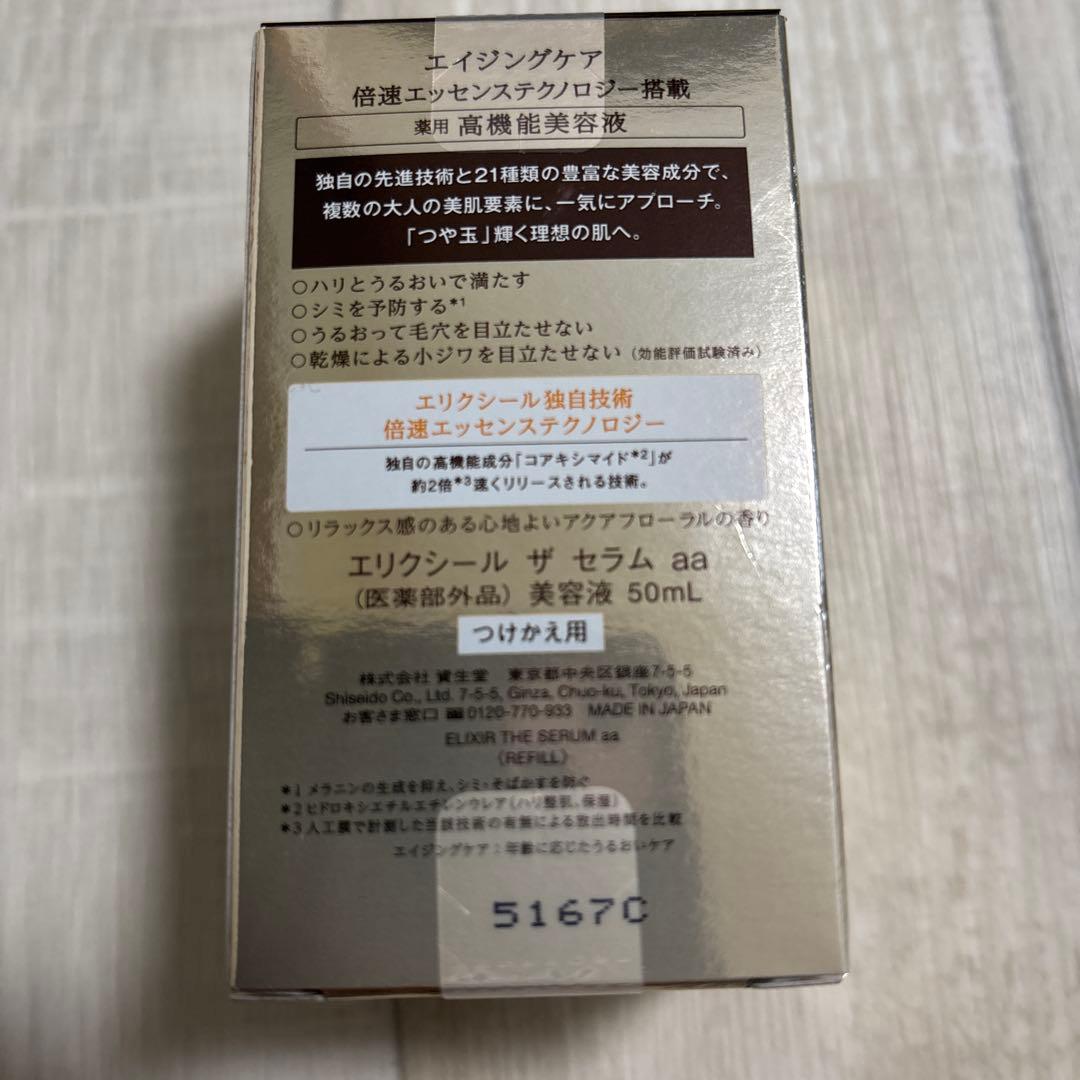 エイジングケア
倍速エッセンステクノロジー搭載
薬用 高機能美容液
独自の先進技術と21種類の豊富な美容成分で、
複数の大人の美肌要素に、一気にアプローチ。
「つや玉」輝く理想の肌へ。
○ハリとうるおいで満たす
○シミを予防する*1
○うるおって毛穴を目立たせない
○乾燥による小ジワを目立たせない（効能評価試験済み）
エリクシール独自技術
倍速エッセンステクノロジー
独自の高機能成分「コアキシマイド*2」が
約2倍*3速くリリースされる技術。
○リラックス感のある心地よいアクアフローラルの香り
エリクシール ザ セラム aa
（医薬部外品）美容液 50mL
つけかえ用
株式会社 資生堂 東京都中央区銀座7-5-5
Shiseido Co., Ltd. 7-5-5, Ginza, Chuo-ku, Tokyo, Japan
お客さま窓口 0120-770-933 MADE IN JAPAN
ELIXIR THE SERUM aa
（REFILL）
*1 メラニンの生成を抑え、シミ・そばかすを防ぐ
*2 ヒドロキシエチルエチレンウレア（ハリ整肌、保湿）
*3 人工膜で計測した当該技術の有無による放出時間を比較
エイジングケア：年齢に応じたうるおいケア
5167C